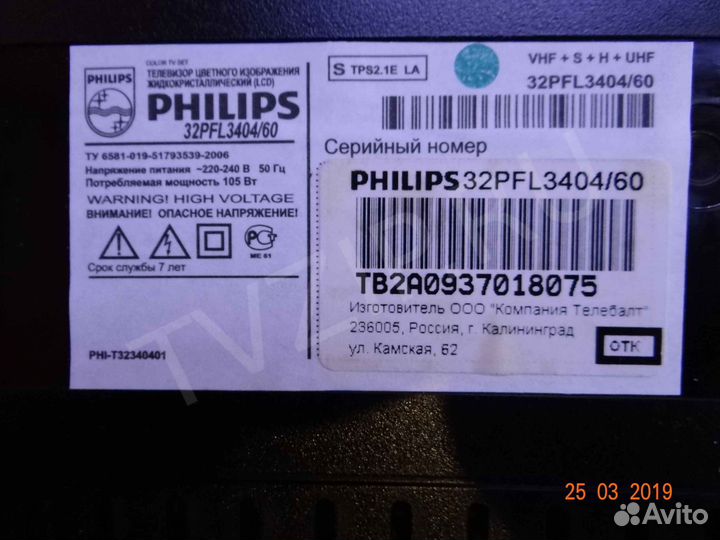 COLOR TV SET
ТЕЛЕВИЗОР ЦВЕТНОГО ИЗОБРАЖЕНИЯ
ЖИДКОКРИСТАЛЛИЧЕСКИЙ (LCD)
PHILIPS
PHILIPS
32PFL3404/60
ТУ 6581-019-51793539-2006
Напряжение питания ~220-240 В 50 Гц
Потребляемая мощность 105 Вт
WARNING! HIGH VOLTAGE
ВНИМАНИЕ! ОПАСНОЕ НАПРЯЖЕНИЕ!
МЕ 61
Срок службы 7 лет
PHI-T32340401
S TPS2.1E LA
VHF + S + H + UHF
32PFL3404/60
Серийный номер
PHILIPS 32PFL3404/60
TB2A0937018075
Изготовитель ООО "Компания Телебалт"
236005, Россия, г. Калининград
ул. Камская, 62
ОТК
TVZIP.RU
25 03 2019
Avito